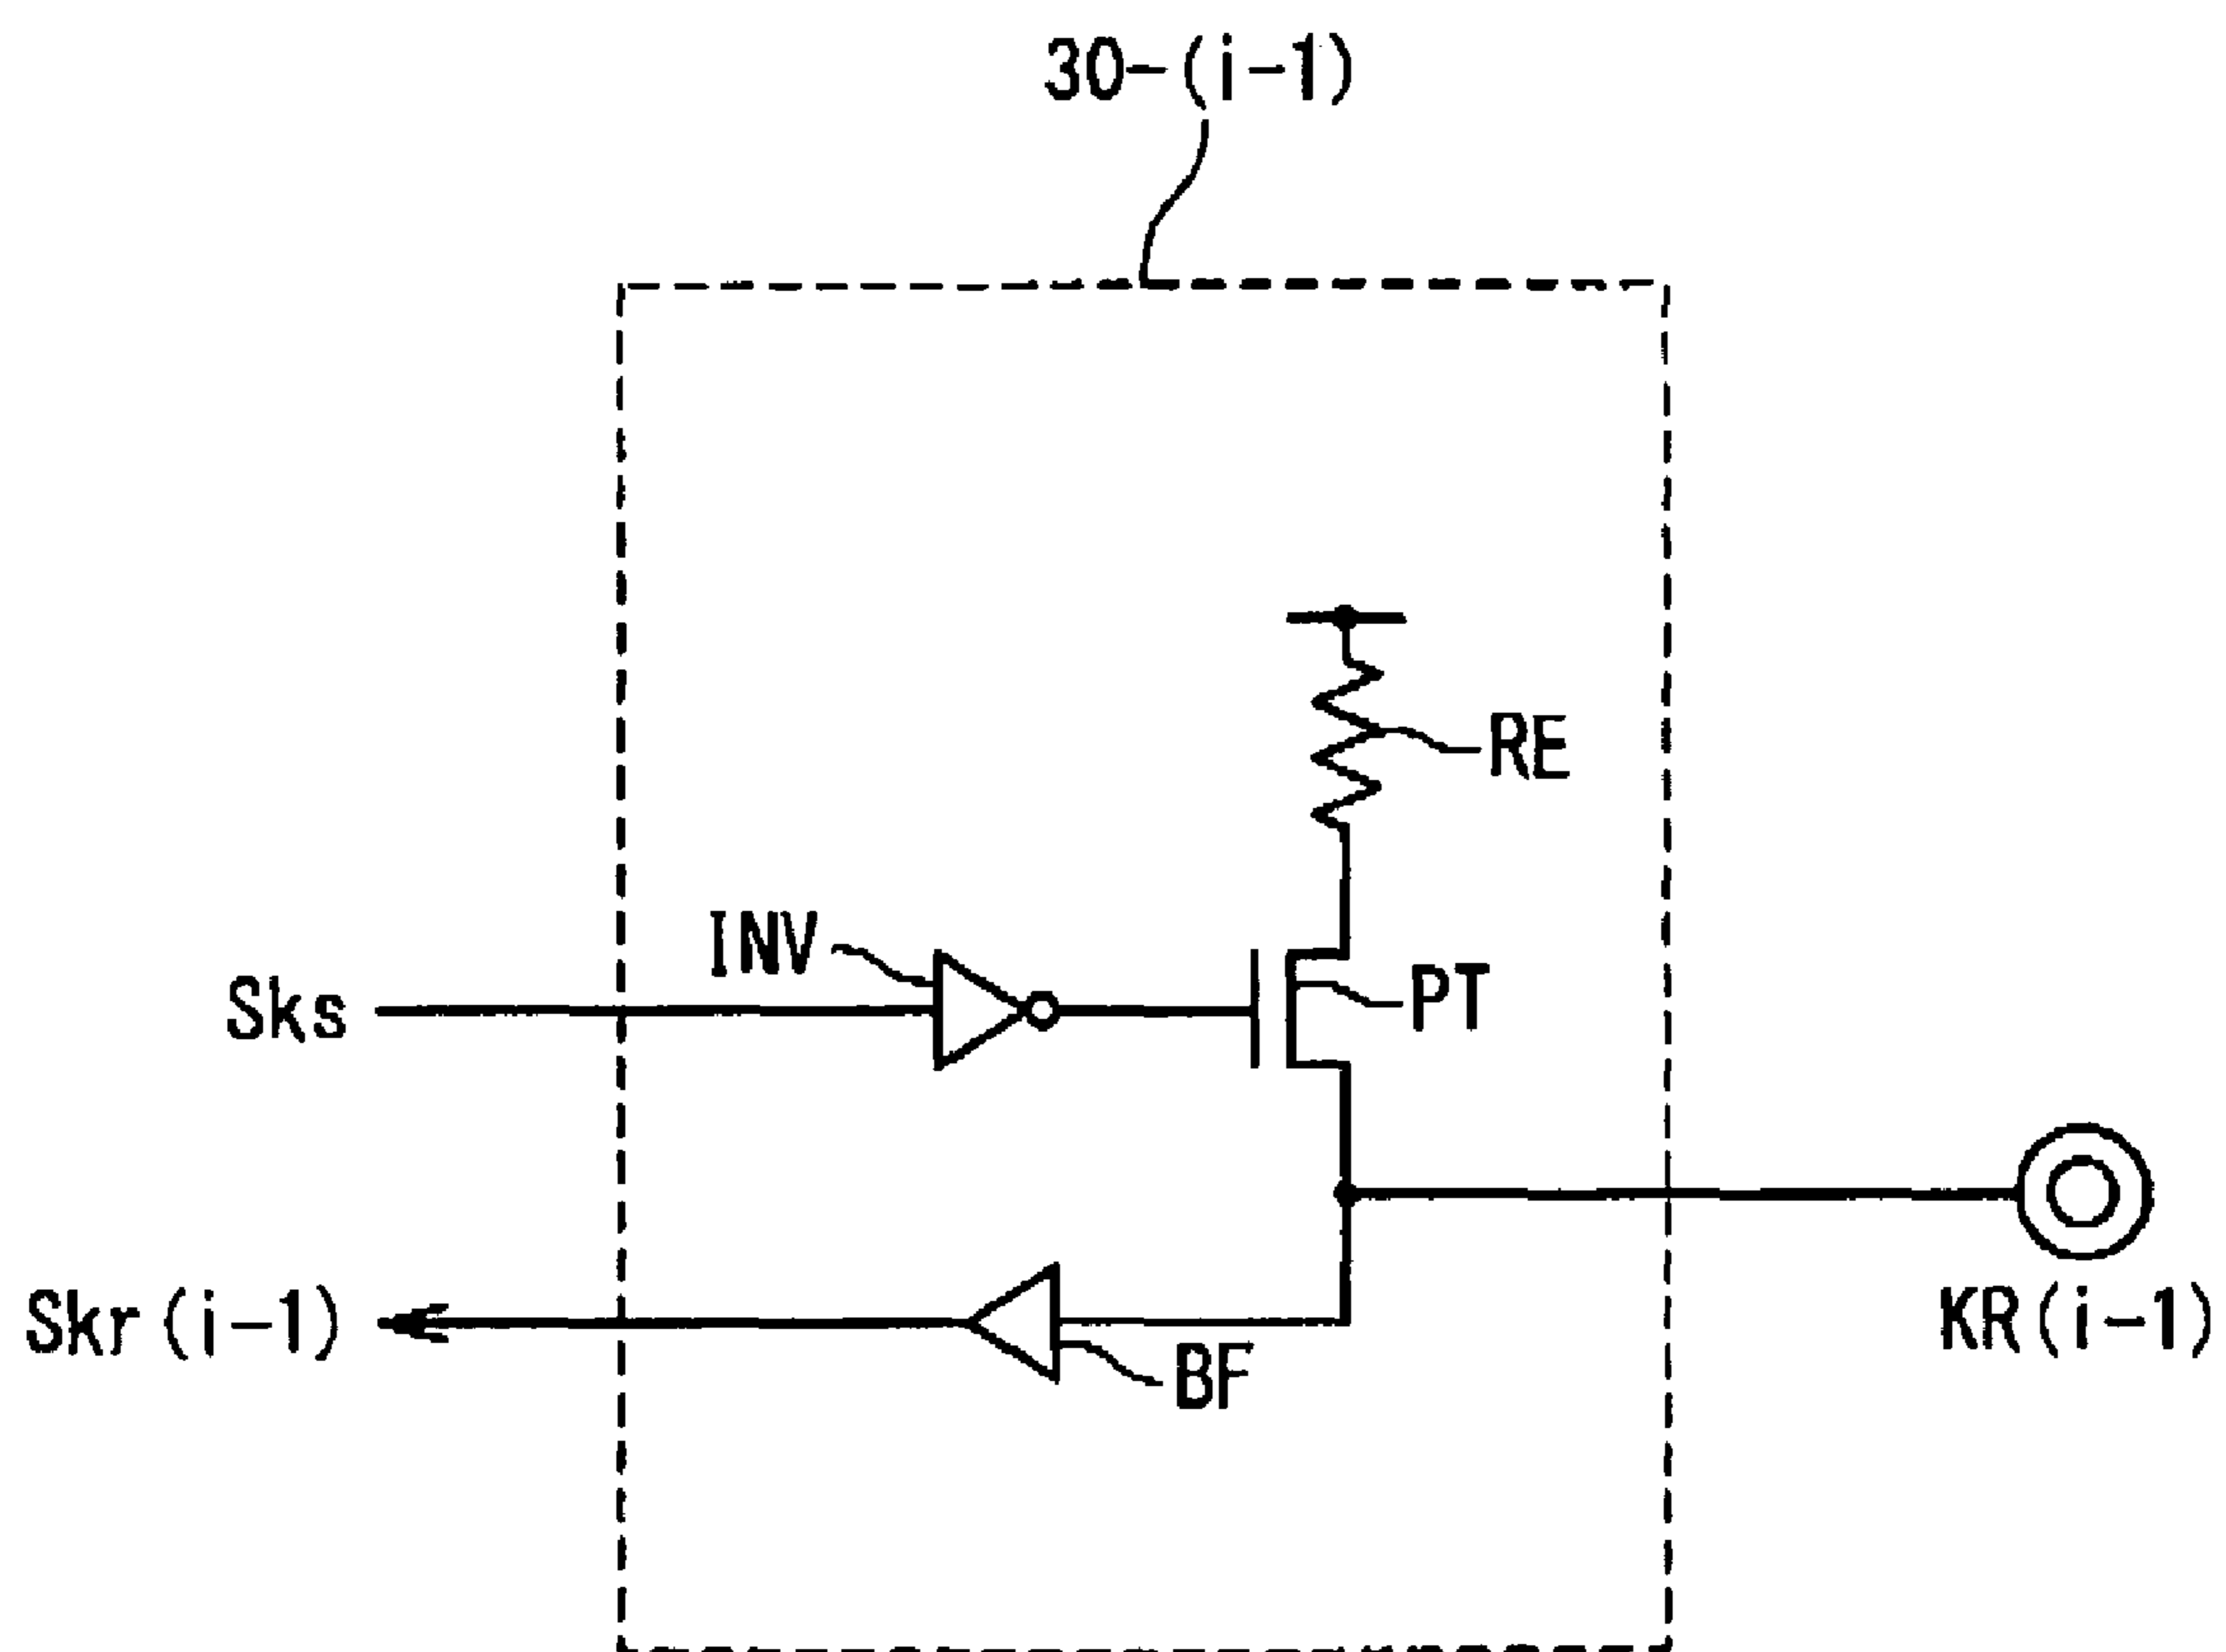 30-(i-1)
RE
INV
PT
Sks
Skr(i-1)
KR(i-1)
BF